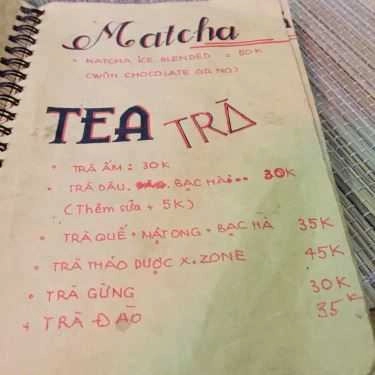 Matcha
• MATCHA ICE BLENDED = 50K
(WITH CHOCOLATE OR NO)
TEA TRÀ
• TRÀ ẤM : 30K
• TRÀ DÂU, BẠC HÀ... 30K
(Thêm sữa + 5K)
• TRÀ QUẾ + MẬT ONG + BẠC HÀ 35K
• TRÀ THẢO DƯỢC X.ZONE 45K
• TRÀ GỪNG 30K
+ TRÀ ĐÀO 35K